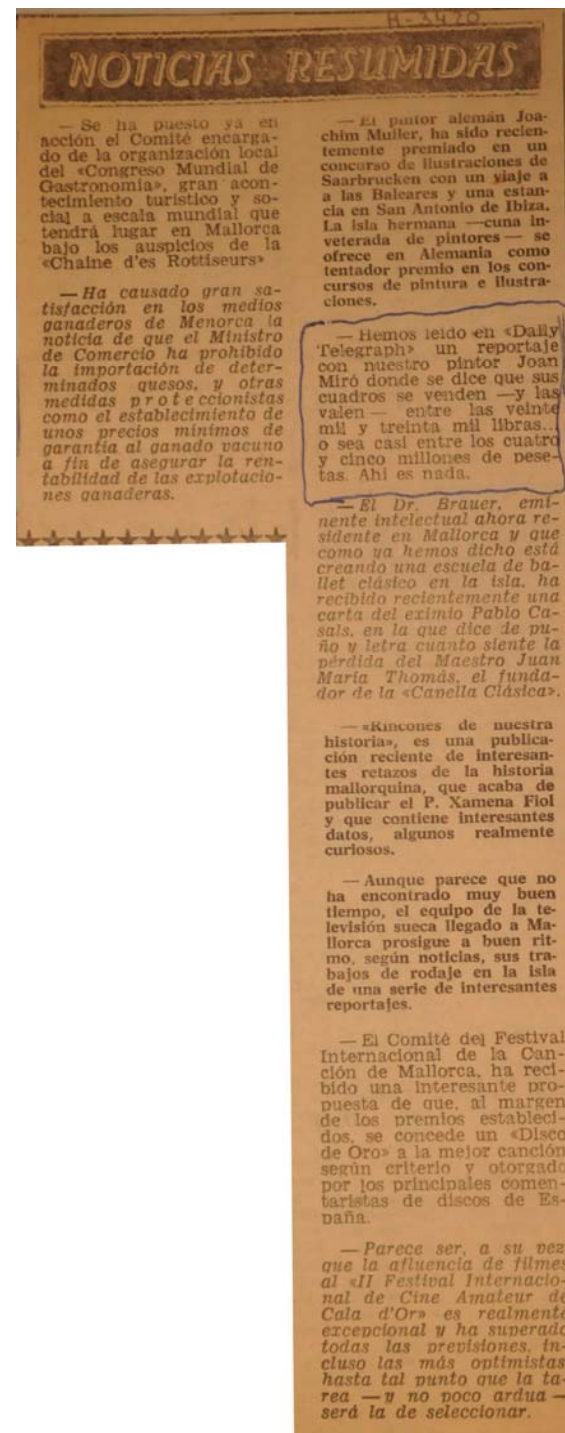 A-3420
NOTICIAS RESUMIDAS
— Se ha puesto ya en
acción el Comité encarga-
do de la organización local
del «Congreso Mundial de
Gastronomía», gran acon-
tecimiento turístico y so-
cial a escala mundial que
tendrá lugar en Mallorca
bajo los auspicios de la
«Chaine d'es Rottiseurs»
— Ha causado gran sa-
tisfacción en los medios
ganaderos de Menorca la
noticia de que el Ministro
de Comercio ha prohibido
la importación de deter-
minados quesos, y otras
medidas proteccionistas
como el establecimiento de
unos precios mínimos de
garantía al ganado vacuno
a fin de asegurar la ren-
tabilidad de las explotacio-
nes ganaderas.
— El pintor alemán Joa-
chim Muller, ha sido recien-
temente premiado en un
concurso de ilustraciones de
Saarbrucken con un viaje a
a las Baleares y una estan-
cia en San Antonio de Ibiza.
La isla hermana —cuna in-
veterada de pintores— se
ofrece en Alemania como
tentador premio en los con-
cursos de pintura e ilustra-
ciones.
— Hemos leído en «Daily
Telegraph» un reportaje
con nuestro pintor Joan
Miró donde se dice que sus
cuadros se venden —y las
valen— entre las veinte
mil y treinta mil libras...
o sea casi entre los cuatro
y cinco millones de pese-
tas. Ahí es nada.
— El Dr. Brauer, emi-
nente intelectual ahora re-
sidente en Mallorca y que
como ya hemos dicho está
creando una escuela de ba-
llet clásico en la isla, ha
recibido recientemente una
carta del eximio Pablo Ca-
sals, en la que dice de pu-
ño y letra cuanto siente la
pérdida del Maestro Juan
María Thomás, el funda-
dor de la «Capella Clásica».
— «Rincones de nuestra
historia», es una publica-
ción reciente de interesan-
tes retazos de la historia
mallorquina, que acaba de
publicar el P. Xamena Fiol
y que contiene interesantes
datos, algunos realmente
curiosos.
— Aunque parece que no
ha encontrado muy buen
tiempo, el equipo de la te-
levisión sueca llegado a Ma-
llorca prosigue a buen rit-
mo, según noticias, sus tra-
bajos de rodaje en la isla
de una serie de interesantes
reportajes.
— El Comité del Festival
Internacional de la Can-
ción de Mallorca, ha reci-
bido una interesante pro-
puesta de que, al margen
de los premios estableci-
dos, se concede un «Disco
de Oro» a la mejor canción
según criterio y otorgado
por los principales comen-
taristas de discos de Es-
paña.
— Parece ser, a su vez
que la afluencia de filmes
al «II Festival Internacio-
nal de Cine Amateur de
Cala d'Or» es realmente
excepcional y ha superado
todas las previsiones, in-
cluso las más optimistas
hasta tal punto que la ta-
rea —y no poco ardua—
será la de seleccionar.